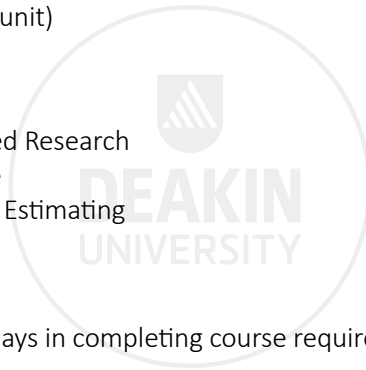 unit)
ed Research
Estimating
DEAKIN
UNIVERSITY
ays in completing course require